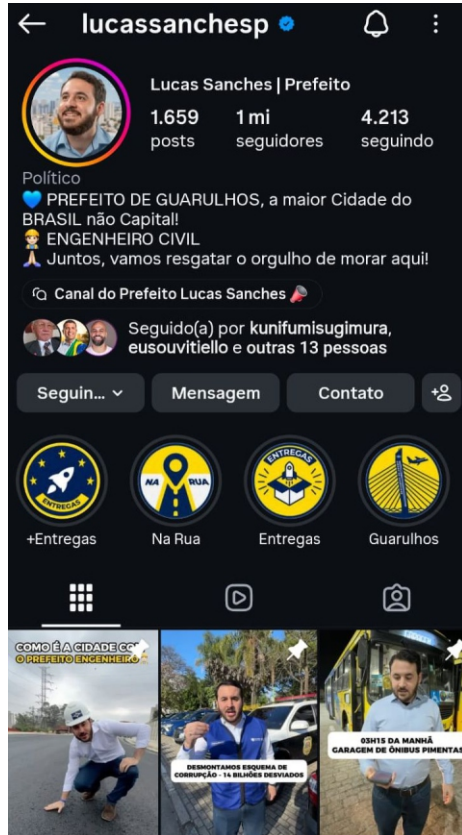 lucassanchesp
Lucas Sanches | Prefeito
1.659 1 mi 4.213
posts seguidores seguindo
Político
💙 PREFEITO DE GUARULHOS, a maior Cidade do
BRASIL não Capital!
👷🏻 ENGENHEIRO CIVIL
🙏🏻 Juntos, vamos resgatar o orgulho de morar aqui!
Canal do Prefeito Lucas Sanches 📣
Seguido(a) por kunifumisugimura,
eusouvitiello e outras 13 pessoas
Seguin... Mensagem Contato
ENTREGAS
NA RUA
ENTREGAS
+Entregas Na Rua Entregas Guarulhos
COMO É A CIDADE COM
O PREFEITO ENGENHEIRO
DESMONTAMOS ESQUEMA DE
CORRUPÇÃO - 14 BILHÕES DESVIADOS
03H15 DA MANHÃ
GARAGEM DE ÔNIBUS PIMENTAS